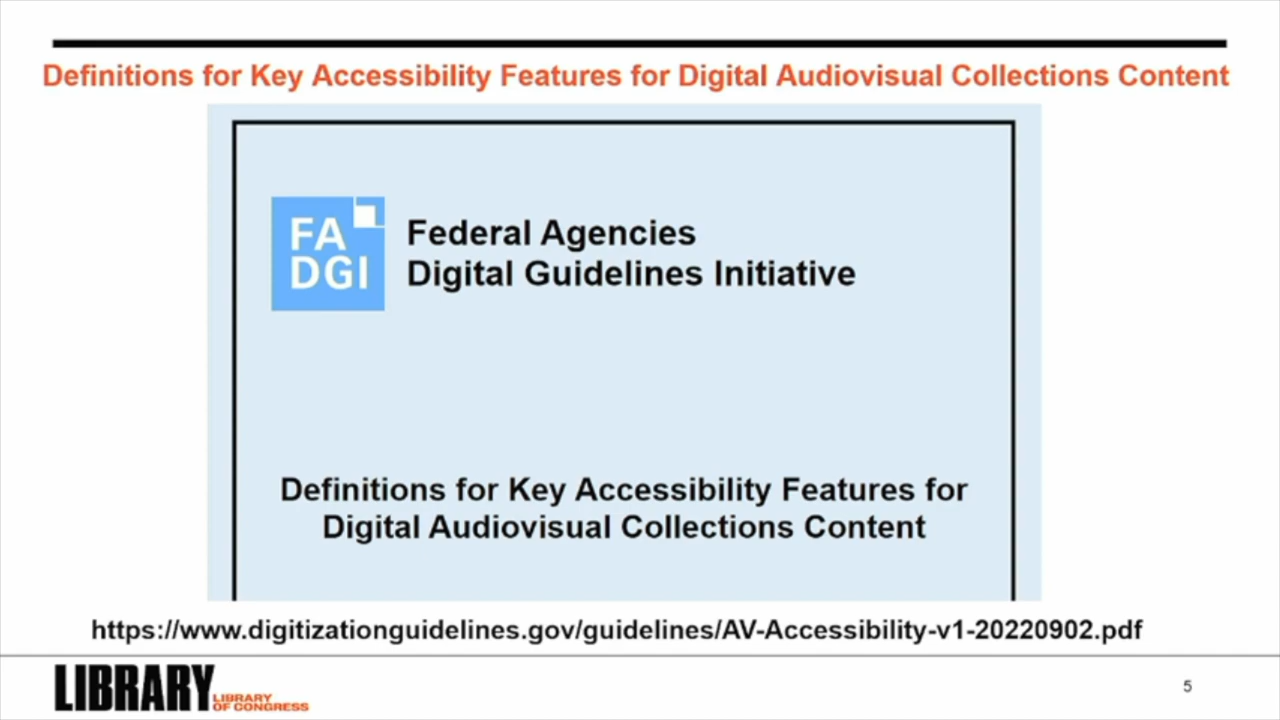 Definitions for Key Accessibility Features for Digital Audiovisual Collections Content
FA
DGI
Federal Agencies
Digital Guidelines Initiative
Definitions for Key Accessibility Features for
Digital Audiovisual Collections Content
https://www.digitizationguidelines.gov/guidelines/AV-Accessibility-v1-20220902.pdf
LIBRARY
LIBRARY
OF CONGRESS
5